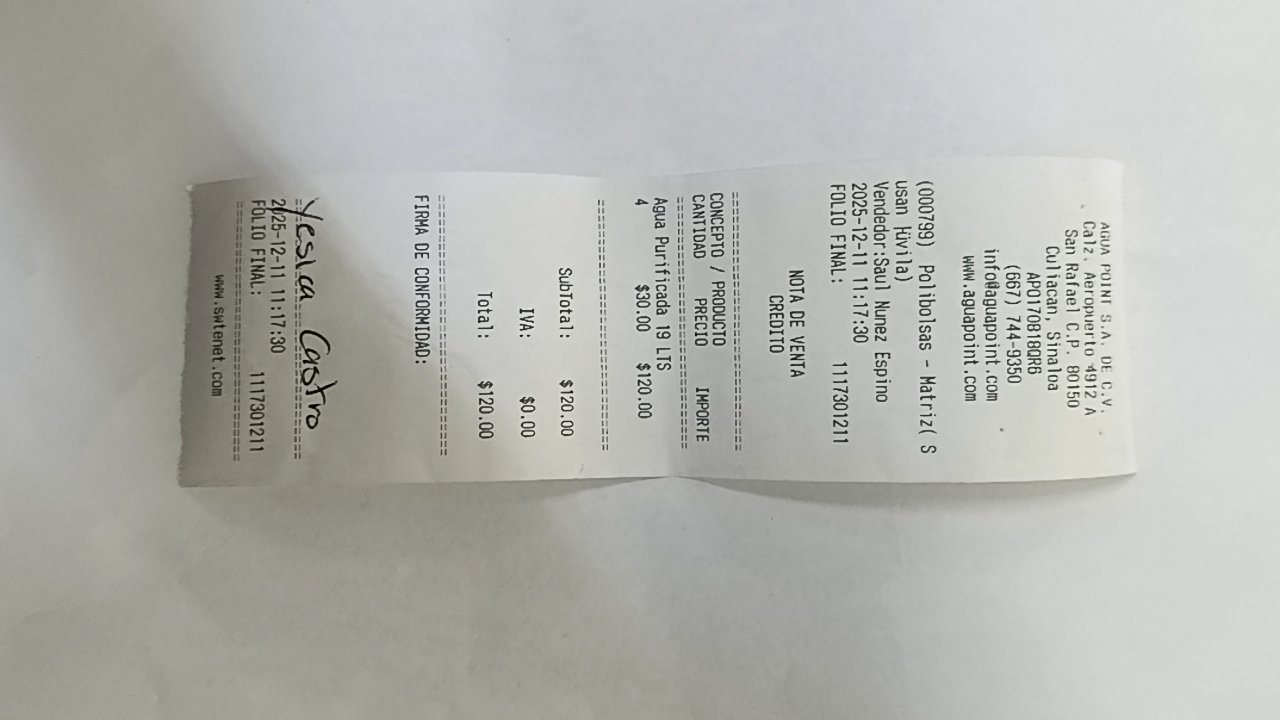 AGUA POINT S.A. DE C.V.
Calz. Aeropuerto 4912 A
San Rafael C.P. 80150
Culiacan, Sinaloa
APO170818QR6
(667) 744-9350
info@aguapoint.com
www.aguapoint.com
(000799) Polibolsas - Matriz( S
usan
Vendedor:Saul Nunez Espino
2025-12-11 11:17:30
FOLIO FINAL: 1117301211
NOTA DE VENTA
CREDITO
===============================
CONCEPTO / PRODUCTO
CANTIDAD PRECIO IMPORTE
===============================
Agua Purificada 19 LTS
4 $30.00 $120.00
===============================
SubTotal: $120.00
IVA: $0.00
Total: $120.00
===============================
FIRMA DE CONFORMIDAD:
Yesica Castro
===============================
2025-12-11 11:17:30
FOLIO FINAL: 1117301211
===============================
www.swtenet.com